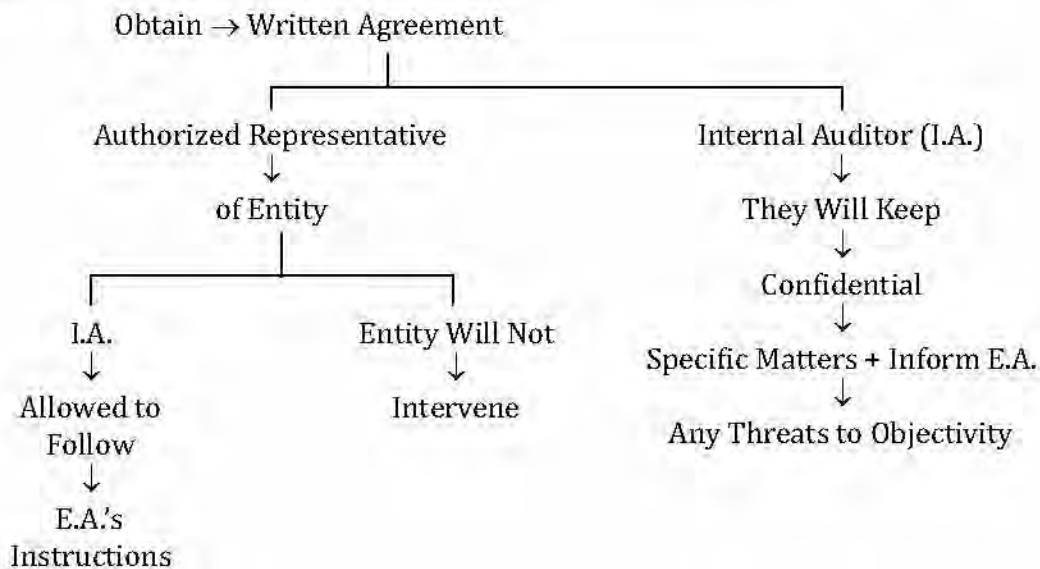 Obtain → Written Agreement
Authorized Representative
↓
of Entity
I.A.
↓
Allowed to
Follow
↓
E.A.'s
Instructions
Entity Will Not
↓
Intervene
Internal Auditor (I.A.)
↓
They Will Keep
↓
Confidential
↓
Specific Matters + Inform E.A.
↓
Any Threats to Objectivity